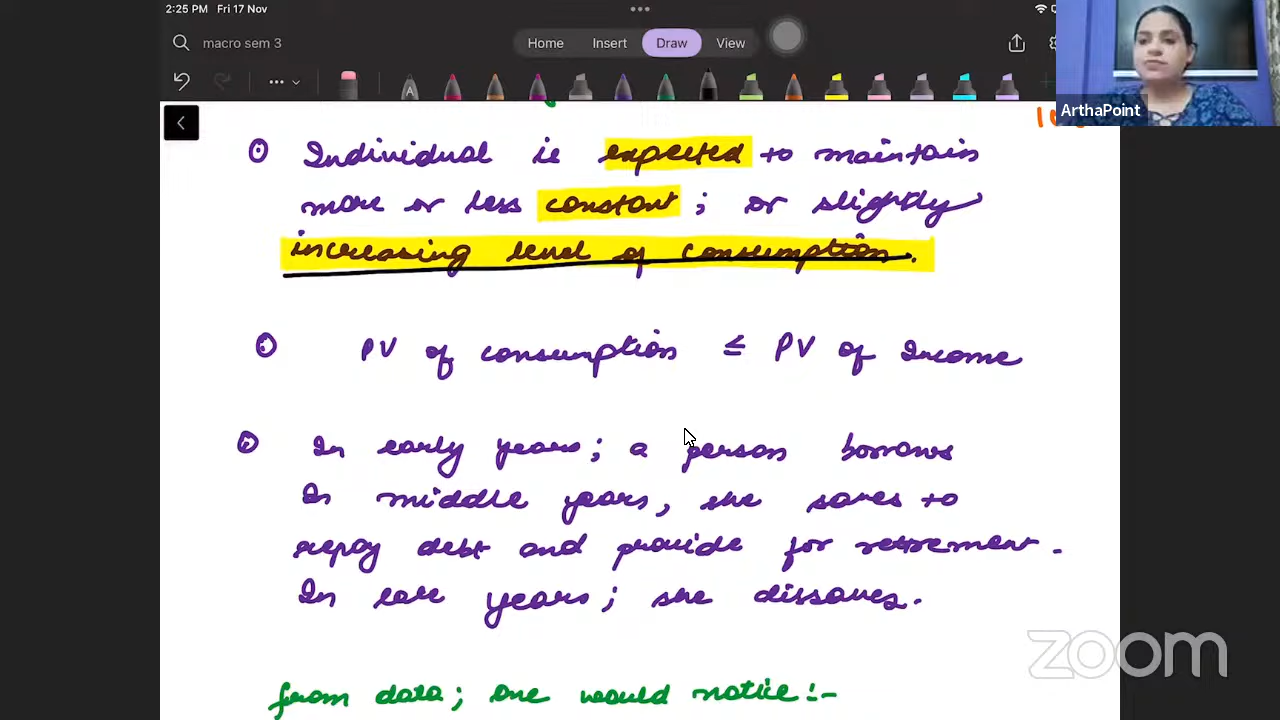 2:25 PM Fri 17 Nov
macro sem 3
Home Insert Draw View
ArthaPoint
Individual is expected to maintain
more or less constant ; or slightly
increasing level of consumption.
PV of consumption ≤ PV of Income
In early years; a person borrows
In middle years, she saves to
repay debt and provide for retirement.
In late years; she dissaves.
from data; one would notice :-
zoom